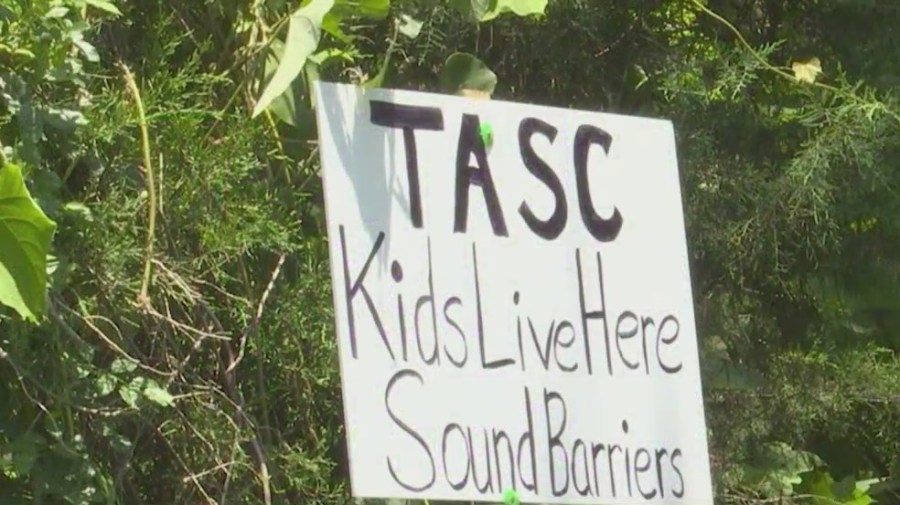 TASC
Kids Live Here
Sound Barriers